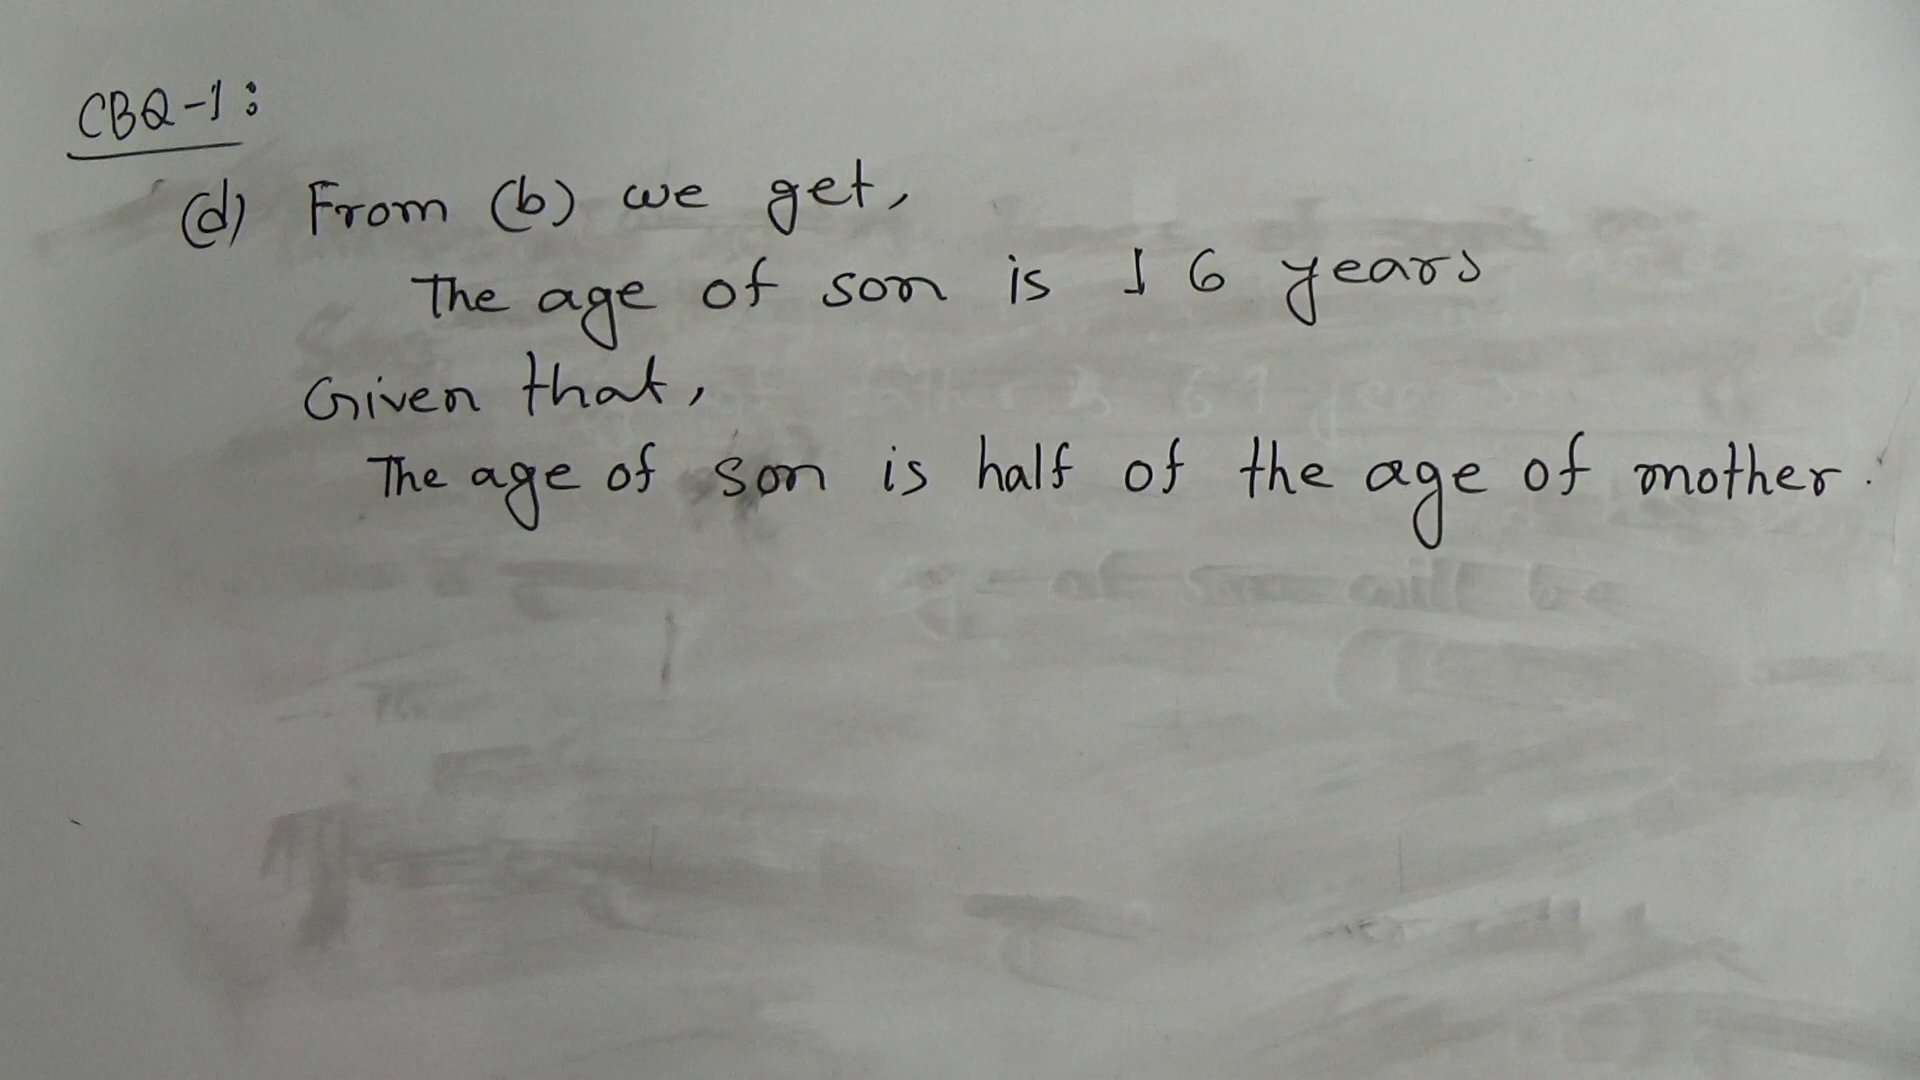 CBQ-1:
(d) From (b) we get,
The age of son is 16 years
Given that,
The age of son is half of the age of mother.